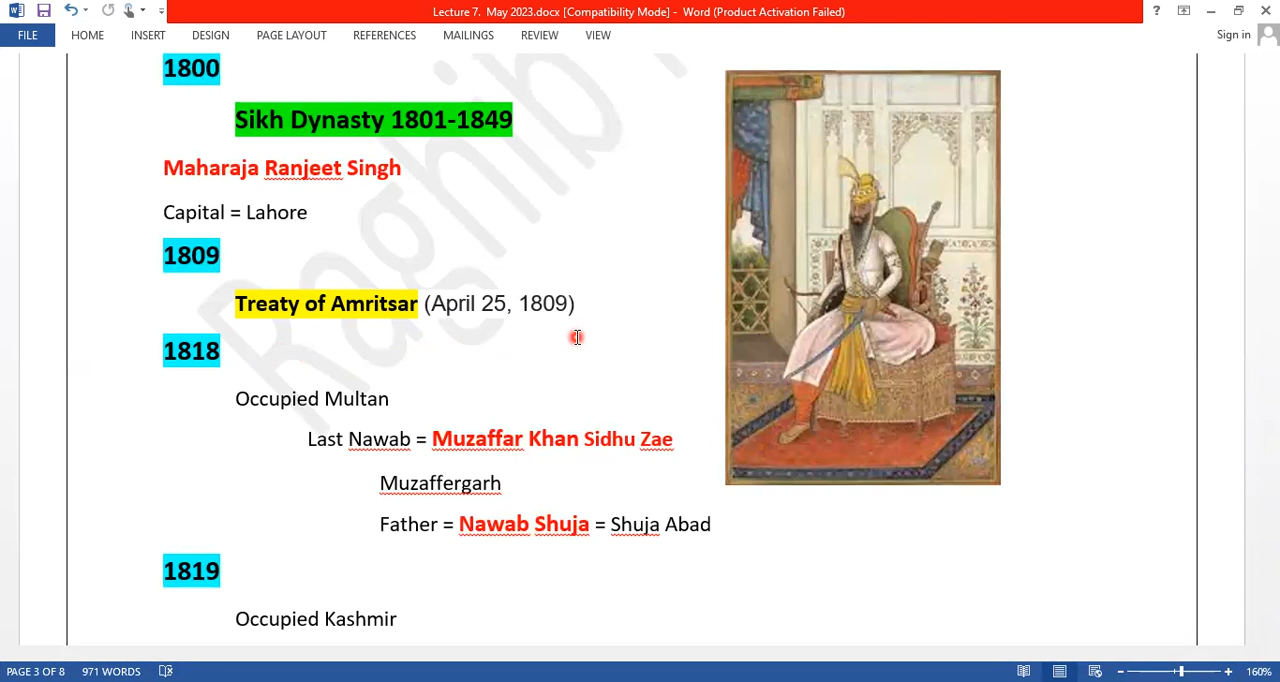 Lecture 7.  May 2023.docx [Compatibility Mode] -  Word (Product Activation Failed)
FILE HOME INSERT DESIGN PAGE LAYOUT REFERENCES MAILINGS REVIEW VIEW Sign in
1800
Sikh Dynasty 1801-1849
Maharaja Ranjeet Singh
Capital = Lahore
1809
Treaty of Amritsar (April 25, 1809)
1818
Occupied Multan
Last Nawab = Muzaffar Khan Sidhu Zae
Muzaffergarh
Father = Nawab Shuja = Shuja Abad
1819
Occupied Kashmir
Raghib
PAGE 3 OF 8 971 WORDS 160%